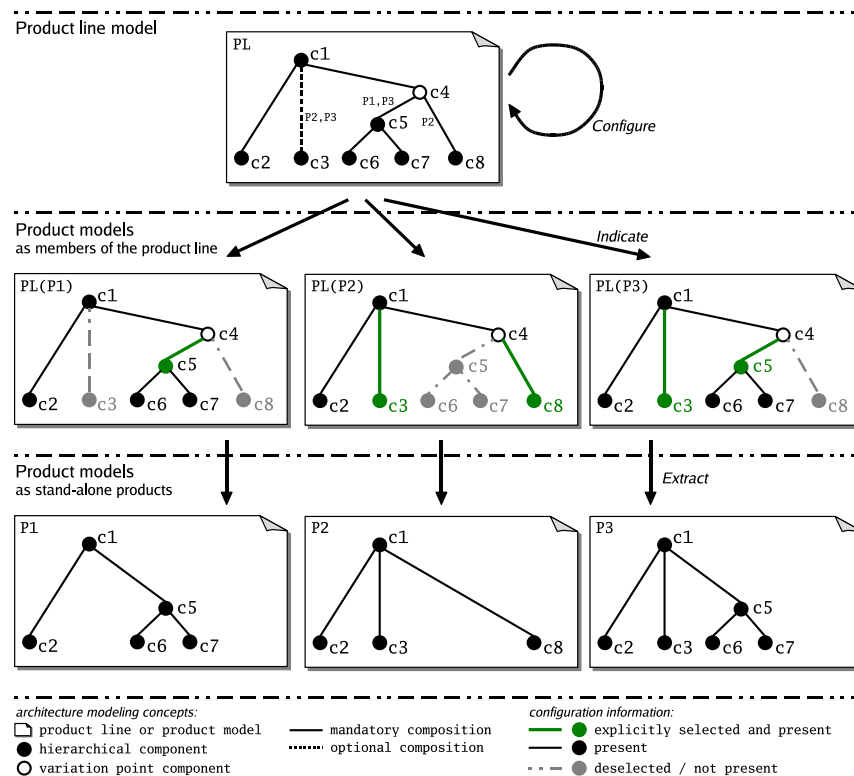 Product line model
PL
c1
c4
P1,P3
P2,P3
c5
P2
c2
c3
c6
c7
c8
Configure
Product models
as members of the product line
Indicate
PL(P1)
c1
c4
c5
c2
c3
c6
c7
c8
PL(P2)
c1
c4
c5
c2
c3
c6
c7
c8
PL(P3)
c1
c4
c5
c2
c3
c6
c7
c8
Product models
as stand-alone products
Extract
P1
c1
c5
c2
c6
c7
P2
c1
c2
c3
c8
P3
c1
c5
c2
c3
c6
c7
architecture modeling concepts:
product line or product model
hierarchical component
variation point component
mandatory composition
optional composition
configuration information:
explicitly selected and present
present
deselected / not present